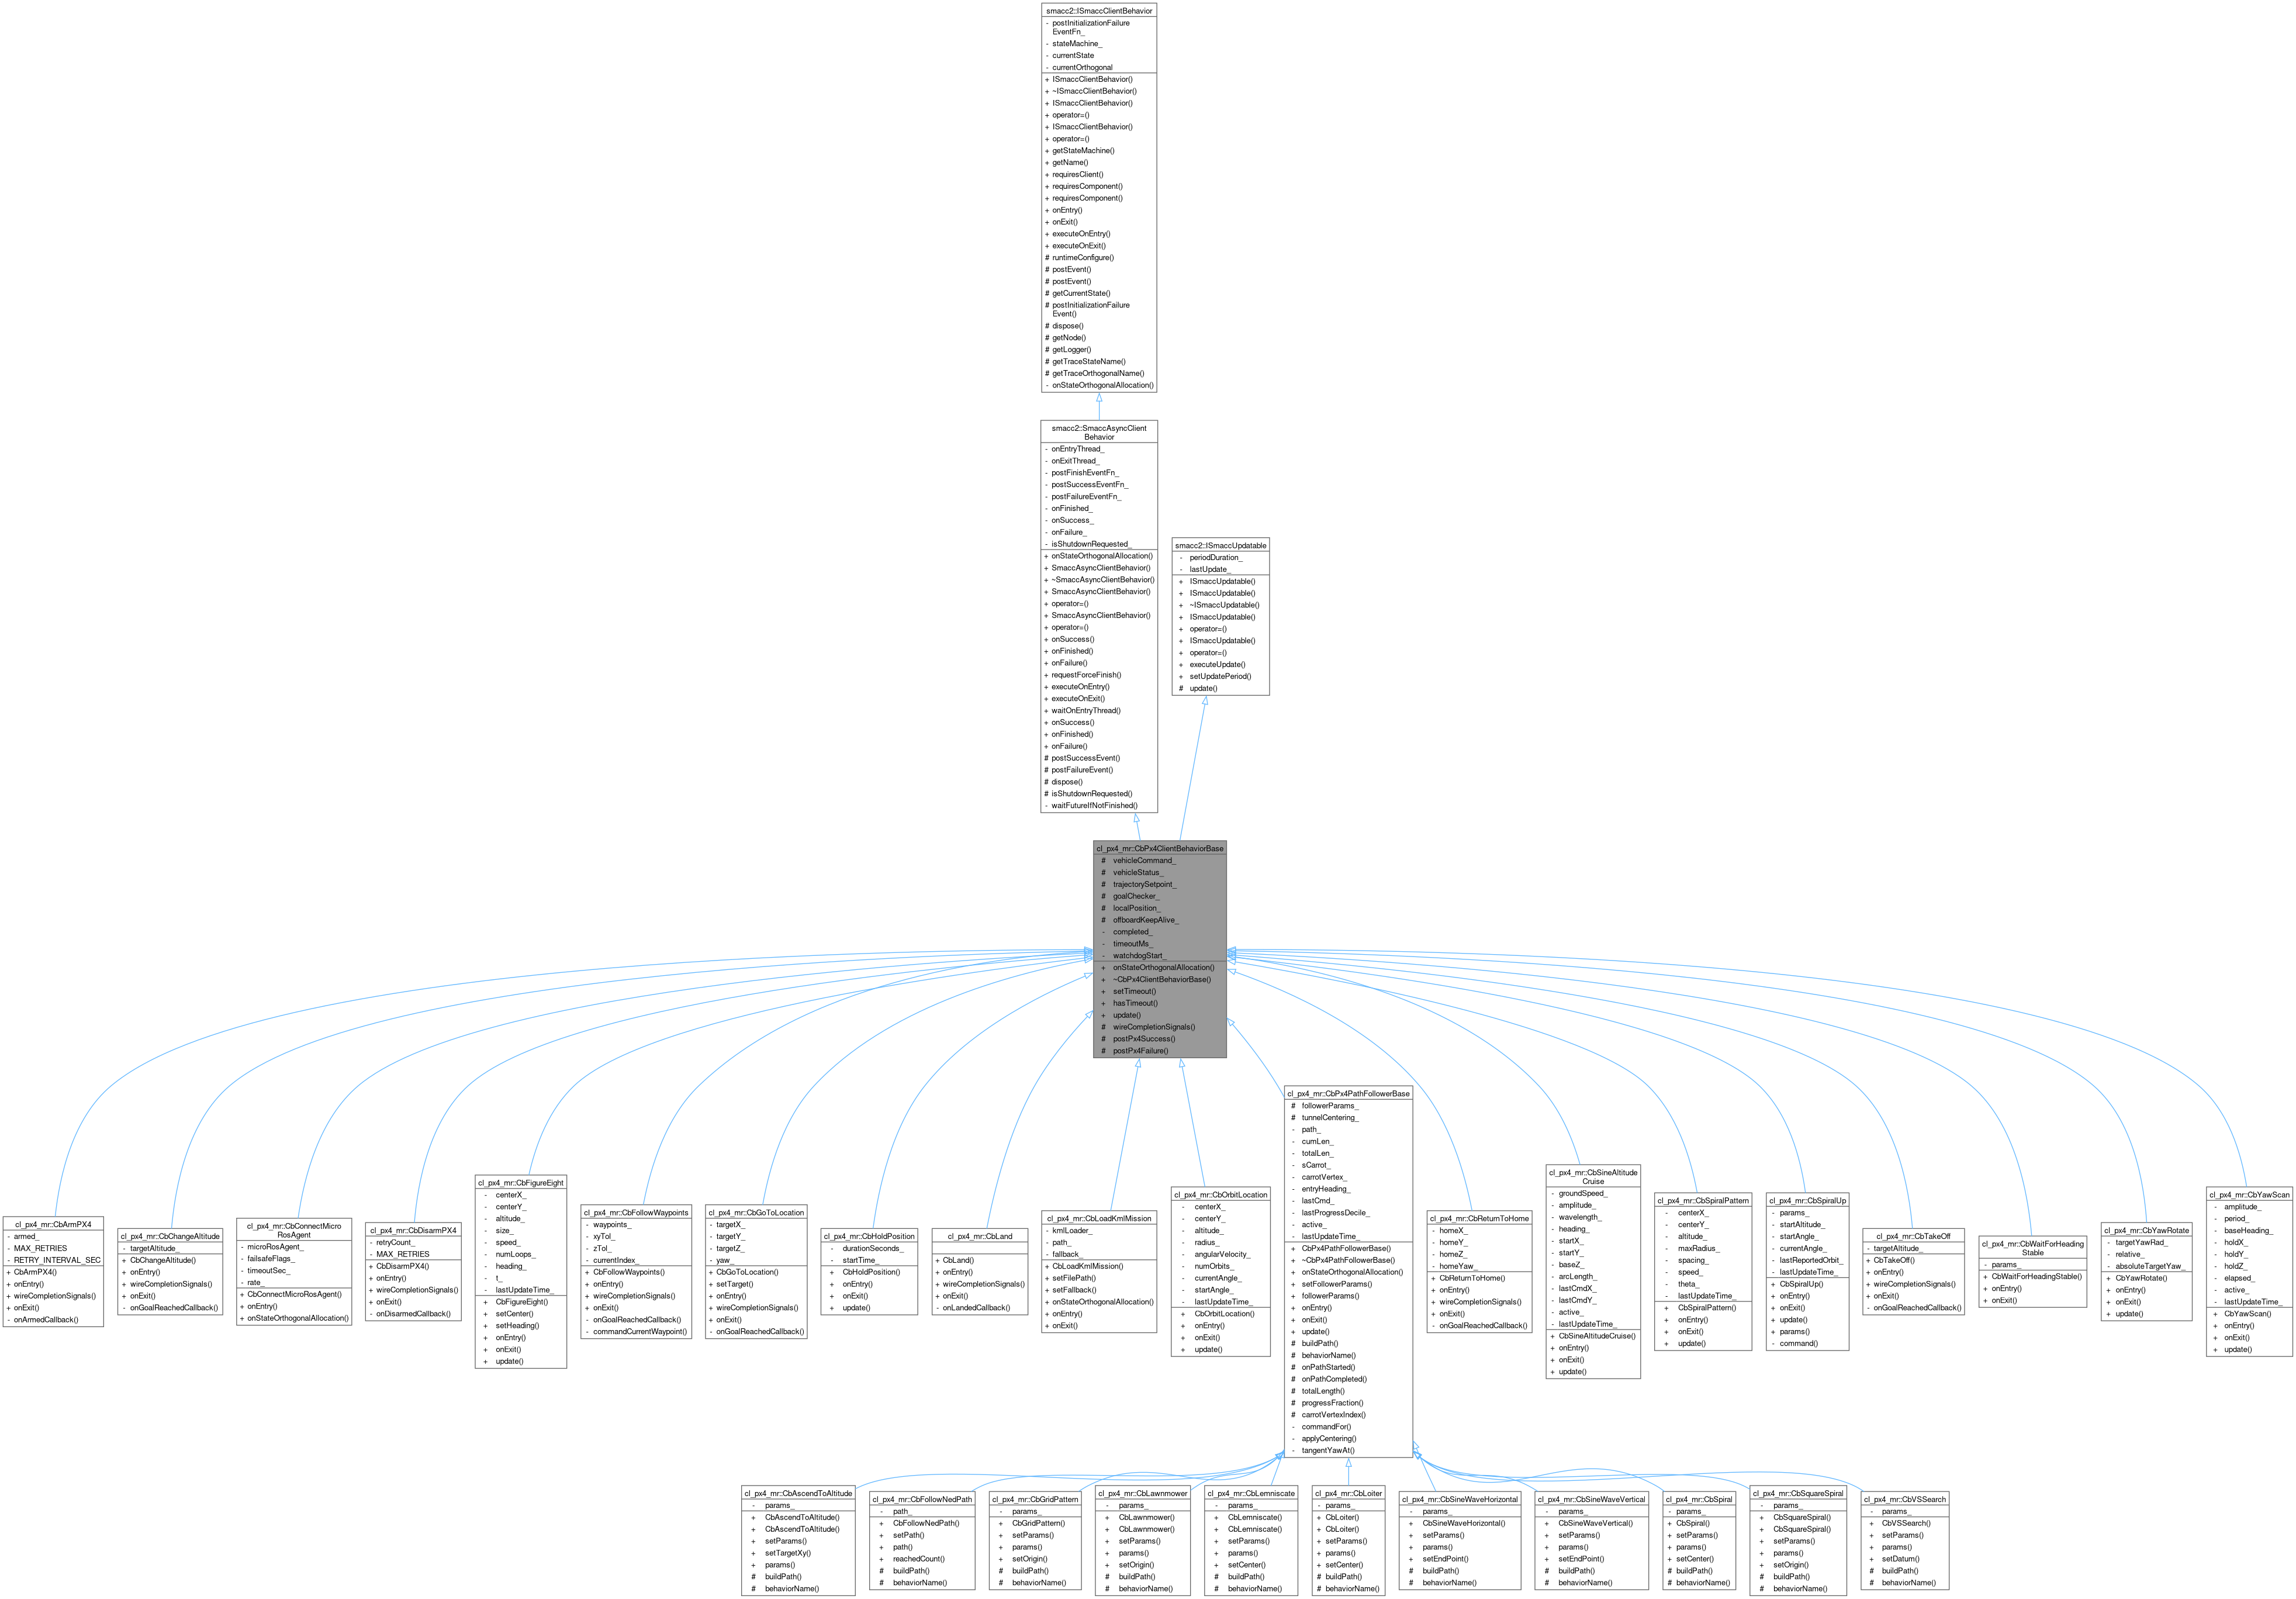 smacc2::ISmaccClientBehavior
- postInitializationFailure
EventFn_
- stateMachine_
- currentState
- currentOrthogonal
+ ISmaccClientBehavior()
+ ~ISmaccClientBehavior()
+ ISmaccClientBehavior()
+ operator=()
+ ISmaccClientBehavior()
+ operator=()
+ getStateMachine()
+ getName()
+ requiresClient()
+ requiresComponent()
+ requiresComponent()
+ onEntry()
+ onExit()
+ executeOnEntry()
+ executeOnExit()
# runtimeConfigure()
# postEvent()
# postEvent()
# getCurrentState()
# postInitializationFailure
Event()
# dispose()
# getNode()
# getLogger()
# getTraceStateName()
# getTraceOrthogonalName()
- onStateOrthogonalAllocation()
smacc2::SmaccAsyncClient
Behavior
- onEntryThread_
- onExitThread_
- postFinishEventFn_
- postSuccessEventFn_
- postFailureEventFn_
- onFinished_
- onSuccess_
- onFailure_
- isShutdownRequested_
+ onStateOrthogonalAllocation()
+ SmaccAsyncClientBehavior()
+ ~SmaccAsyncClientBehavior()
+ SmaccAsyncClientBehavior()
+ operator=()
+ SmaccAsyncClientBehavior()
+ operator=()
+ onSuccess()
+ onFinished()
+ onFailure()
+ requestForceFinish()
+ executeOnEntry()
+ executeOnExit()
+ waitOnEntryThread()
+ onSuccess()
+ onFinished()
+ onFailure()
# postSuccessEvent()
# postFailureEvent()
# dispose()
# isShutdownRequested()
- waitFutureIfNotFinished()
smacc2::ISmaccUpdatable
- periodDuration_
- lastUpdate_
+ ISmaccUpdatable()
+ ISmaccUpdatable()
+ ~ISmaccUpdatable()
+ ISmaccUpdatable()
+ operator=()
+ ISmaccUpdatable()
+ operator=()
+ executeUpdate()
+ setUpdatePeriod()
# update()
cl_px4_mr::CbPx4ClientBehaviorBase
# vehicleCommand_
# vehicleStatus_
# trajectorySetpoint_
# goalChecker_
# localPosition_
# offboardKeepAlive_
- completed_
- timeoutMs_
- watchdogStart_
+ onStateOrthogonalAllocation()
+ ~CbPx4ClientBehaviorBase()
+ setTimeout()
+ hasTimeout()
+ update()
# wireCompletionSignals()
# postPx4Success()
# postPx4Failure()
cl_px4_mr::CbArmPX4
- armed_
- MAX_RETRIES
- RETRY_INTERVAL_SEC
+ CbArmPX4()
+ onEntry()
+ wireCompletionSignals()
+ onExit()
- onArmedCallback()
cl_px4_mr::CbChangeAltitude
- targetAltitude_
+ CbChangeAltitude()
+ onEntry()
+ wireCompletionSignals()
+ onExit()
- onGoalReachedCallback()
cl_px4_mr::CbConnectMicro
RosAgent
- microRosAgent_
- failsafeFlags_
- timeoutSec_
- rate_
+ CbConnectMicroRosAgent()
+ onEntry()
+ onStateOrthogonalAllocation()
cl_px4_mr::CbDisarmPX4
- retryCount_
- MAX_RETRIES
+ CbDisarmPX4()
+ onEntry()
+ wireCompletionSignals()
+ onExit()
- onDisarmedCallback()
cl_px4_mr::CbFigureEight
- centerX_
- centerY_
- altitude_
- size_
- speed_
- numLoops_
- heading_
- t_
- lastUpdateTime_
+ CbFigureEight()
+ setCenter()
+ setHeading()
+ onEntry()
+ onExit()
+ update()
cl_px4_mr::CbFollowWaypoints
- waypoints_
- xyTol_
- zTol_
- currentIndex_
+ CbFollowWaypoints()
+ onEntry()
+ wireCompletionSignals()
+ onExit()
- onGoalReachedCallback()
- commandCurrentWaypoint()
cl_px4_mr::CbGoToLocation
- targetX_
- targetY_
- targetZ_
- yaw_
+ CbGoToLocation()
+ setTarget()
+ onEntry()
+ wireCompletionSignals()
+ onExit()
- onGoalReachedCallback()
cl_px4_mr::CbHoldPosition
- durationSeconds_
- startTime_
+ CbHoldPosition()
+ onEntry()
+ onExit()
+ update()
cl_px4_mr::CbLand
+ CbLand()
+ onEntry()
+ wireCompletionSignals()
+ onExit()
- onLandedCallback()
cl_px4_mr::CbLoadKmlMission
- kmlLoader_
- path_
- fallback_
+ CbLoadKmlMission()
+ setFilePath()
+ setFallback()
+ onStateOrthogonalAllocation()
+ onEntry()
+ onExit()
cl_px4_mr::CbOrbitLocation
- centerX_
- centerY_
- altitude_
- radius_
- angularVelocity_
- numOrbits_
- currentAngle_
- startAngle_
- lastUpdateTime_
+ CbOrbitLocation()
+ onEntry()
+ onExit()
+ update()
cl_px4_mr::CbPx4PathFollowerBase
# followerParams_
# tunnelCentering_
- path_
- cumLen_
- totalLen_
- sCarrot_
- carrotVertex_
- entryHeading_
- lastCmd_
- lastProgressDecile_
- active_
- lastUpdateTime_
+ CbPx4PathFollowerBase()
+ ~CbPx4PathFollowerBase()
+ onStateOrthogonalAllocation()
+ setFollowerParams()
+ followerParams()
+ onEntry()
+ onExit()
+ update()
# buildPath()
# behaviorName()
# onPathStarted()
# onPathCompleted()
# totalLength()
# progressFraction()
# carrotVertexIndex()
- commandFor()
- applyCentering()
- tangentYawAt()
cl_px4_mr::CbReturnToHome
- homeX_
- homeY_
- homeZ_
- homeYaw_
+ CbReturnToHome()
+ onEntry()
+ wireCompletionSignals()
+ onExit()
- onGoalReachedCallback()
cl_px4_mr::CbSineAltitude
Cruise
- groundSpeed_
- amplitude_
- wavelength_
- heading_
- startX_
- startY_
- baseZ_
- arcLength_
- lastCmdX_
- lastCmdY_
- active_
- lastUpdateTime_
+ CbSineAltitudeCruise()
+ onEntry()
+ onExit()
+ update()
cl_px4_mr::CbSpiralPattern
- centerX_
- centerY_
- altitude_
- maxRadius_
- spacing_
- speed_
- theta_
- lastUpdateTime_
+ CbSpiralPattern()
+ onEntry()
+ onExit()
+ update()
cl_px4_mr::CbSpiralUp
- params_
- startAltitude_
- startAngle_
- currentAngle_
- lastReportedOrbit_
- lastUpdateTime_
+ CbSpiralUp()
+ onEntry()
+ onExit()
+ update()
+ params()
- command()
cl_px4_mr::CbTakeOff
- targetAltitude_
+ CbTakeOff()
+ onEntry()
+ wireCompletionSignals()
+ onExit()
- onGoalReachedCallback()
cl_px4_mr::CbWaitForHeading
Stable
- params_
+ CbWaitForHeadingStable()
+ onEntry()
+ onExit()
cl_px4_mr::CbYawRotate
- targetYawRad_
- relative_
- absoluteTargetYaw_
+ CbYawRotate()
+ onEntry()
+ onExit()
+ update()
cl_px4_mr::CbYawScan
- amplitude_
- period_
- baseHeading_
- holdX_
- holdY_
- holdZ_
- elapsed_
- active_
- lastUpdateTime_
+ CbYawScan()
+ onEntry()
+ onExit()
+ update()
cl_px4_mr::CbAscendToAltitude
- params_
+ CbAscendToAltitude()
+ CbAscendToAltitude()
+ setParams()
+ setTargetXy()
+ params()
# buildPath()
# behaviorName()
cl_px4_mr::CbFollowNedPath
- path_
+ CbFollowNedPath()
+ setPath()
+ path()
+ reachedCount()
# buildPath()
# behaviorName()
cl_px4_mr::CbGridPattern
- params_
+ CbGridPattern()
+ setParams()
+ params()
+ setOrigin()
# buildPath()
# behaviorName()
cl_px4_mr::CbLawnmower
- params_
+ CbLawnmower()
+ CbLawnmower()
+ setParams()
+ params()
+ setOrigin()
# buildPath()
# behaviorName()
cl_px4_mr::CbLemniscate
- params_
+ CbLemniscate()
+ CbLemniscate()
+ setParams()
+ params()
+ setCenter()
# buildPath()
# behaviorName()
cl_px4_mr::CbLoiter
- params_
+ CbLoiter()
+ CbLoiter()
+ setParams()
+ params()
+ setCenter()
# buildPath()
# behaviorName()
cl_px4_mr::CbSineWaveHorizontal
- params_
+ CbSineWaveHorizontal()
+ setParams()
+ params()
+ setEndPoint()
# buildPath()
# behaviorName()
cl_px4_mr::CbSineWaveVertical
- params_
+ CbSineWaveVertical()
+ setParams()
+ params()
+ setEndPoint()
# buildPath()
# behaviorName()
cl_px4_mr::CbSpiral
- params_
+ CbSpiral()
+ setParams()
+ params()
+ setCenter()
# buildPath()
# behaviorName()
cl_px4_mr::CbSquareSpiral
- params_
+ CbSquareSpiral()
+ CbSquareSpiral()
+ setParams()
+ params()
+ setOrigin()
# buildPath()
# behaviorName()
cl_px4_mr::CbVSSearch
- params_
+ CbVSSearch()
+ setParams()
+ params()
+ setDatum()
# buildPath()
# behaviorName()